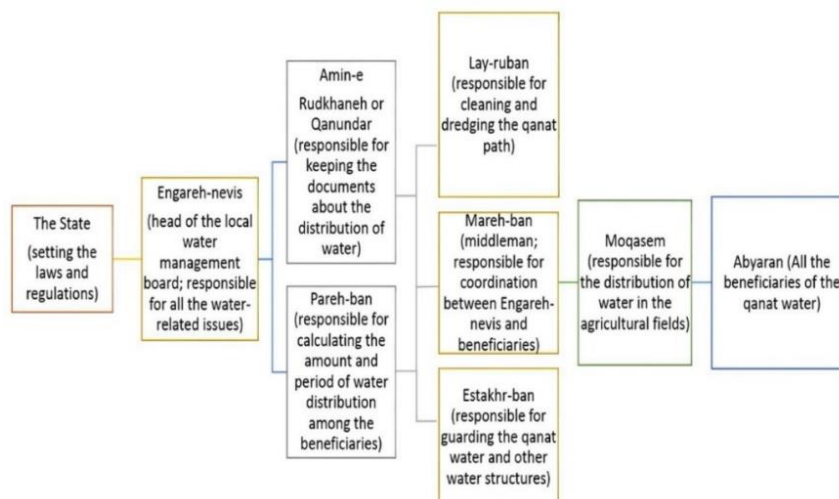 The State
(setting the
laws and
regulations)
Engareh-nevis
(head of the local
water
management
board; responsible
for all the water-
related issues)
Amin-e
Rudkhaneh or
Qanundar
(responsible for
keeping the
documents about
the distribution of
water)
Pareh-ban
(responsible for
calculating the
amount and
period of water
distribution
among the
beneficiaries)
Lay-ruban
(responsible for
cleaning and
dredging the qanat
path)
Mareh-ban
(middleman;
responsible for
coordination
between Engareh-
nevis and
beneficiaries)
Estakhr-ban
(responsible for
guarding the qanat
water and other
water structures)
Moqasem
(responsible for
the distribution of
water in the
agricultural fields)
Abyaran (All the
beneficiaries of the
qanat water)